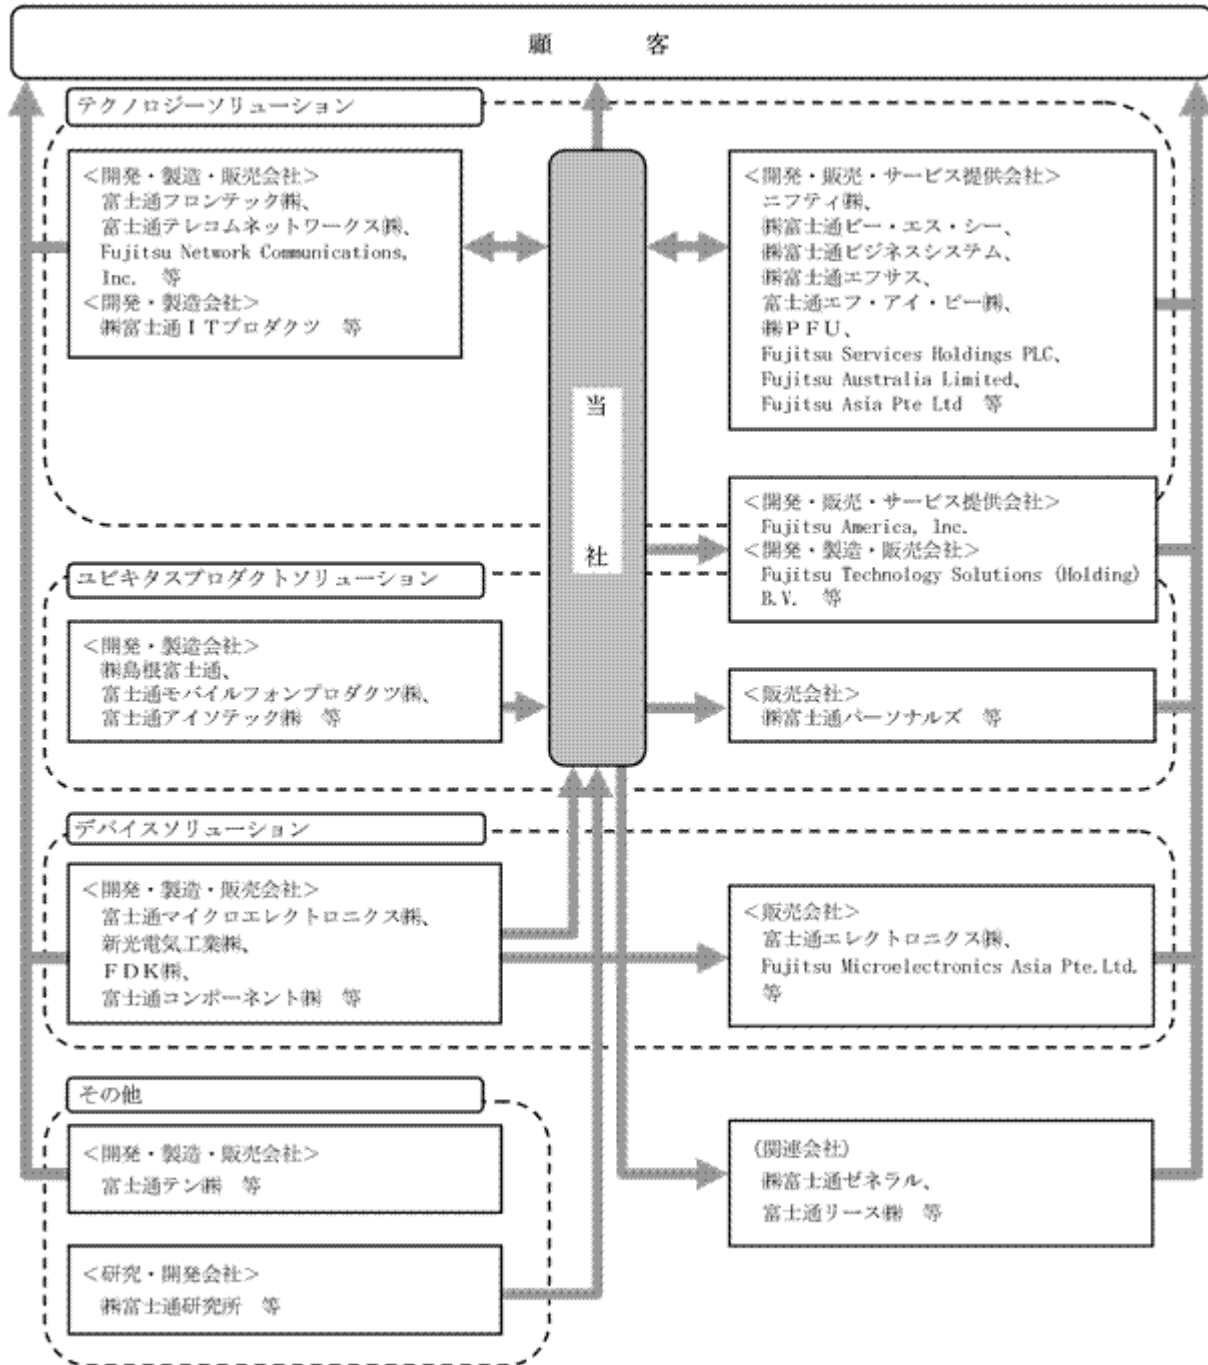 顧 客
テクノロジーソリューション
＜開発・製造・販売会社＞
富士通フロンテック㈱、
富士通テレコムネットワークス㈱、
Fujitsu Network Communications,
Inc. 等
＜開発・製造会社＞
㈱富士通ＩＴプロダクツ 等
当
社
＜開発・販売・サービス提供会社＞
ニフティ㈱、
㈱富士通ビー・エス・シー、
㈱富士通ビジネスシステム、
㈱富士通エフサス、
富士通エフ・アイ・ピー㈱、
㈱ＰＦＵ、
Fujitsu Services Holdings PLC、
Fujitsu Australia Limited、
Fujitsu Asia Pte Ltd 等
＜開発・販売・サービス提供会社＞
Fujitsu America, Inc.
＜開発・製造・販売会社＞
Fujitsu Technology Solutions (Holding)
B.V. 等
ユビキタスプロダクトソリューション
＜開発・製造会社＞
㈱島根富士通、
富士通モバイルフォンプロダクツ㈱、
富士通アイソテック㈱ 等
＜販売会社＞
㈱富士通パーソナルズ 等
デバイスソリューション
＜開発・製造・販売会社＞
富士通マイクロエレクトロニクス㈱、
新光電気工業㈱、
ＦＤＫ㈱、
富士通コンポーネント㈱ 等
＜販売会社＞
富士通エレクトロニクス㈱、
Fujitsu Microelectronics Asia Pte.Ltd.
等
その他
＜開発・製造・販売会社＞
富士通テン㈱ 等
＜研究・開発会社＞
㈱富士通研究所 等
(関連会社)
㈱富士通ゼネラル、
富士通リース㈱ 等